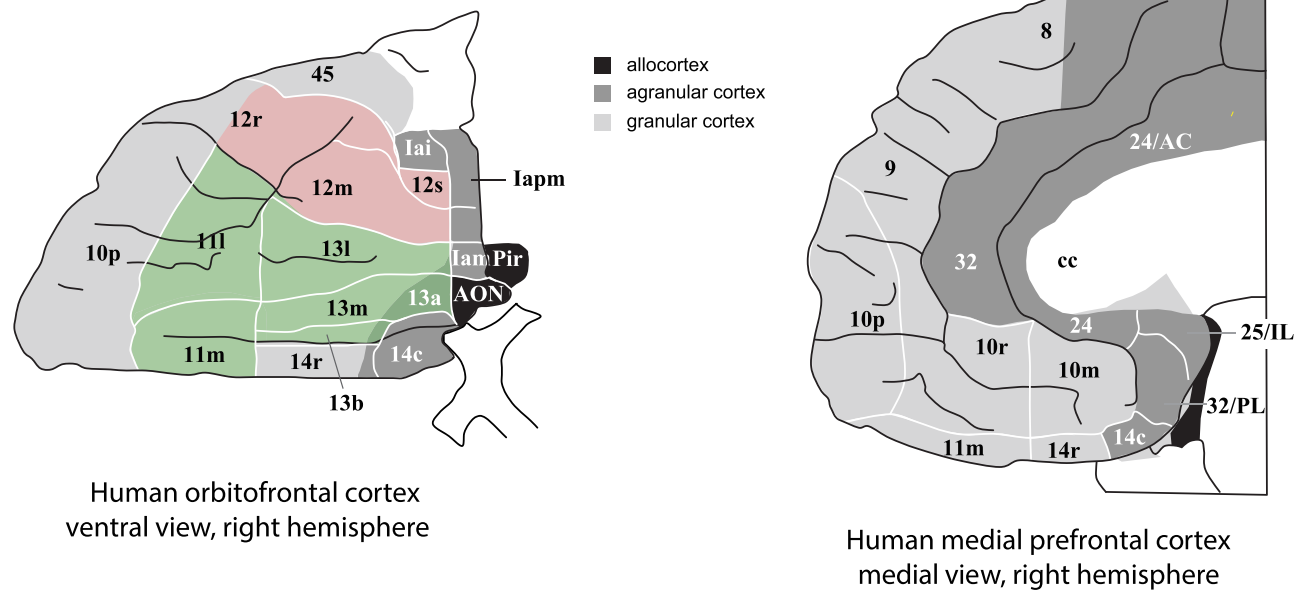 45
12r
Iai
12m
12s
Iapm
11l
13l
10p
Iam Pir
13a
AON
13m
11m
14r
14c
13b
Human orbitofrontal cortex
ventral view, right hemisphere
allocortex
agranular cortex
granular cortex
8
24/AC
9
32
cc
10p
24
25/IL
10r
10m
32/PL
14c
11m
14r
Human medial prefrontal cortex
medial view, right hemisphere